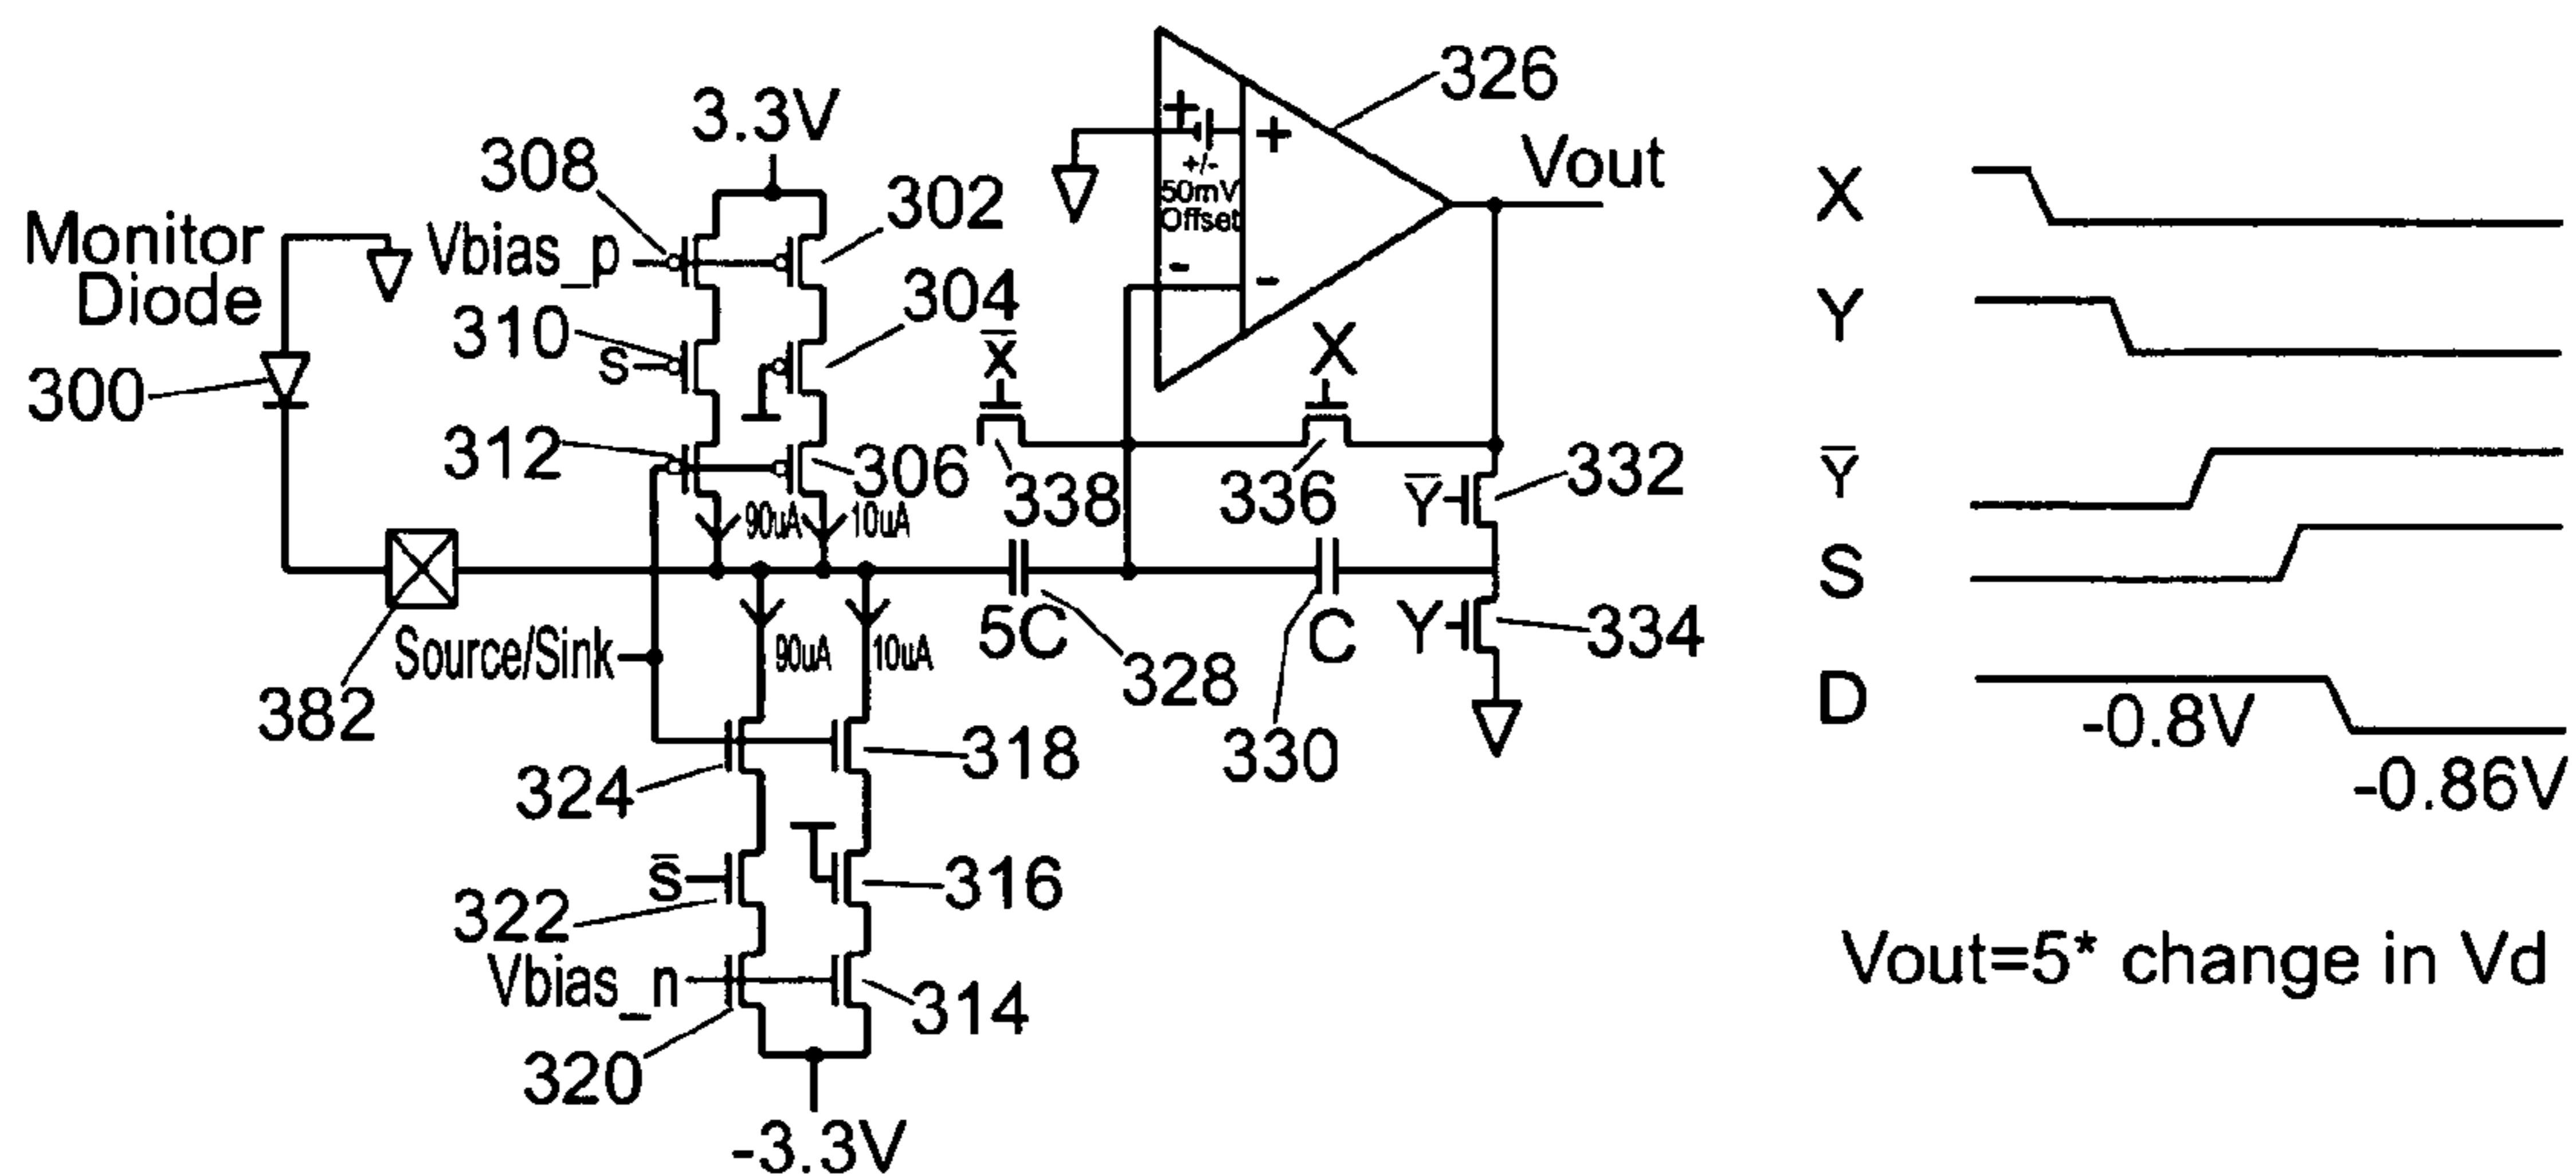 3.3V
308
Vbias_p
302
Monitor
Diode
300
310
S
304
312
306
90uA
10uA
382
Source/Sink
90uA
10uA
324
318
S̅
322
316
Vbias_n
320
314
-3.3V
326
+
+/-
50mV
Offset
-
+
-
Vout
X̅
338
X
336
Y̅
332
5C
328
C
330
Y
334
X
Y
Y̅
S
D
-0.8V
-0.86V
Vout=5* change in Vd